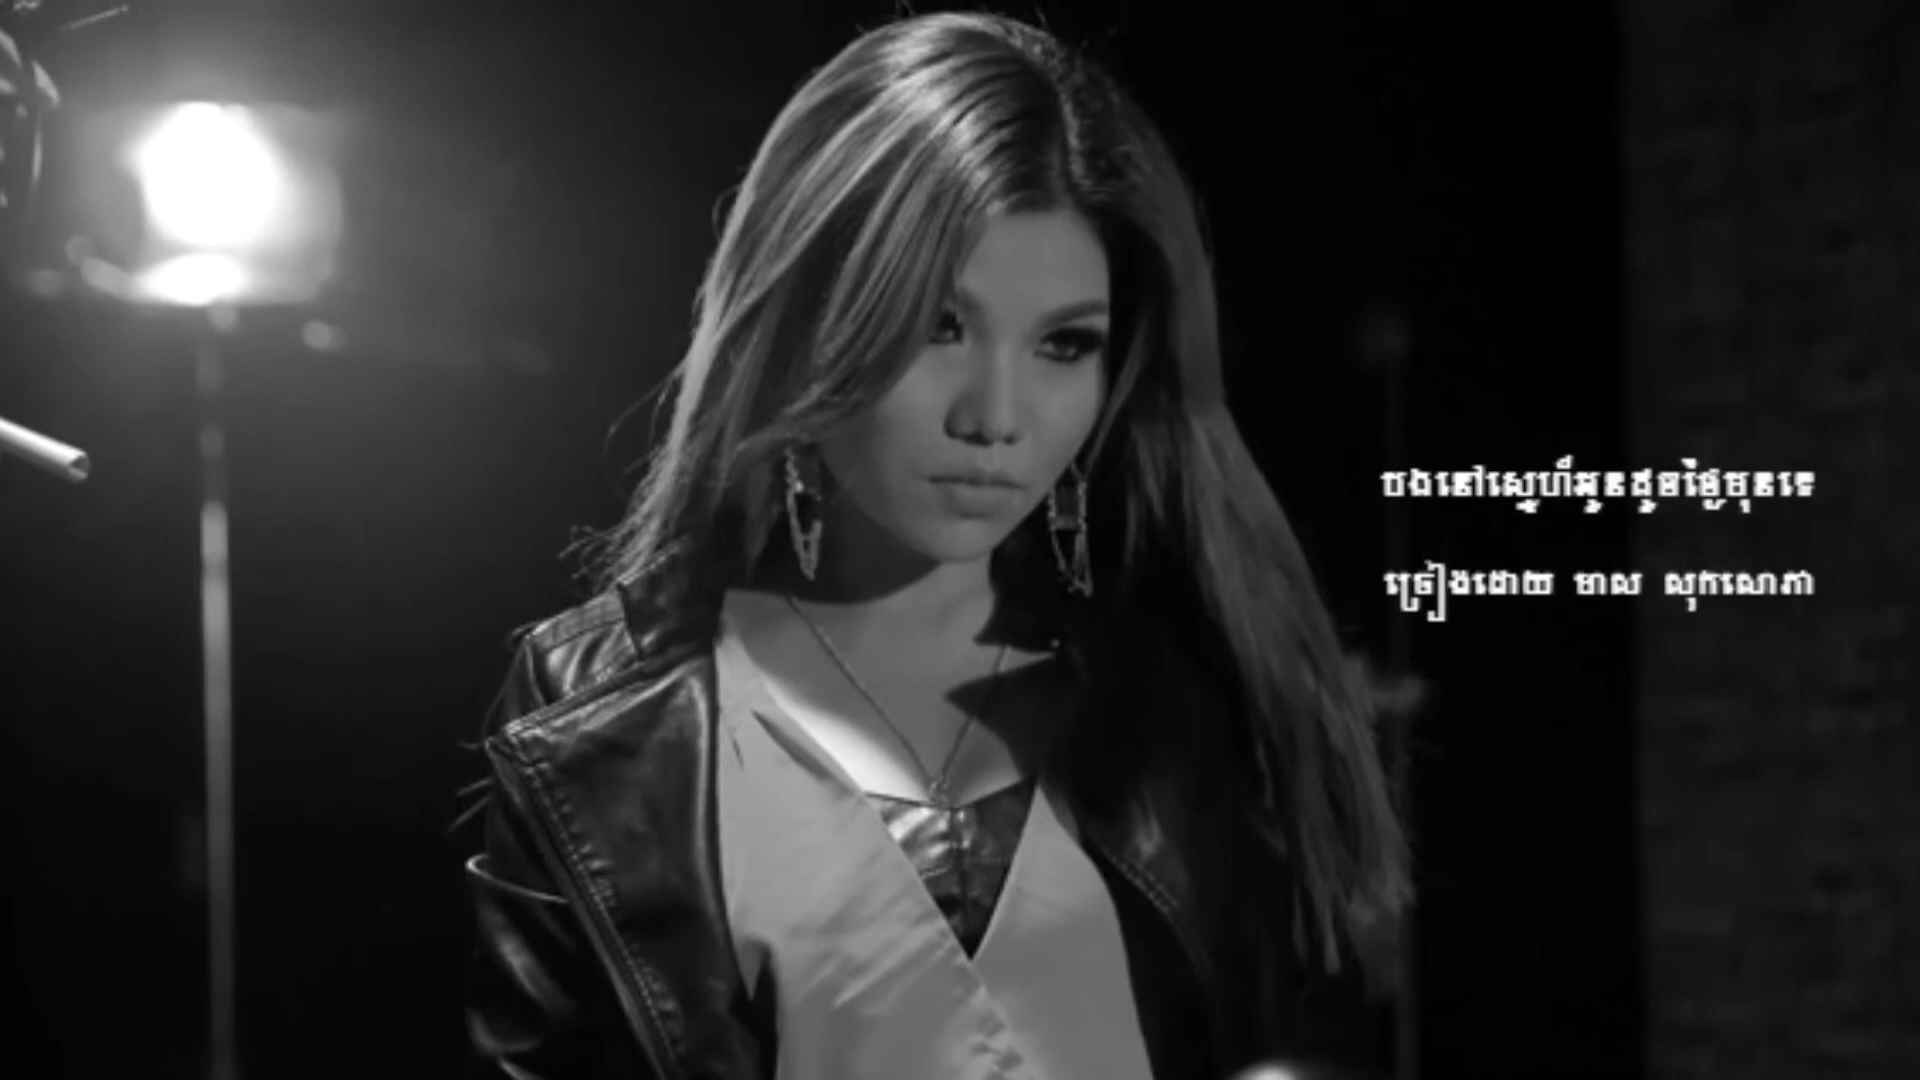 បងនៅស្នេហ៍អូនដូចថ្ងៃមុនទេ
ច្រៀងដោយ មាស សុកសោភា